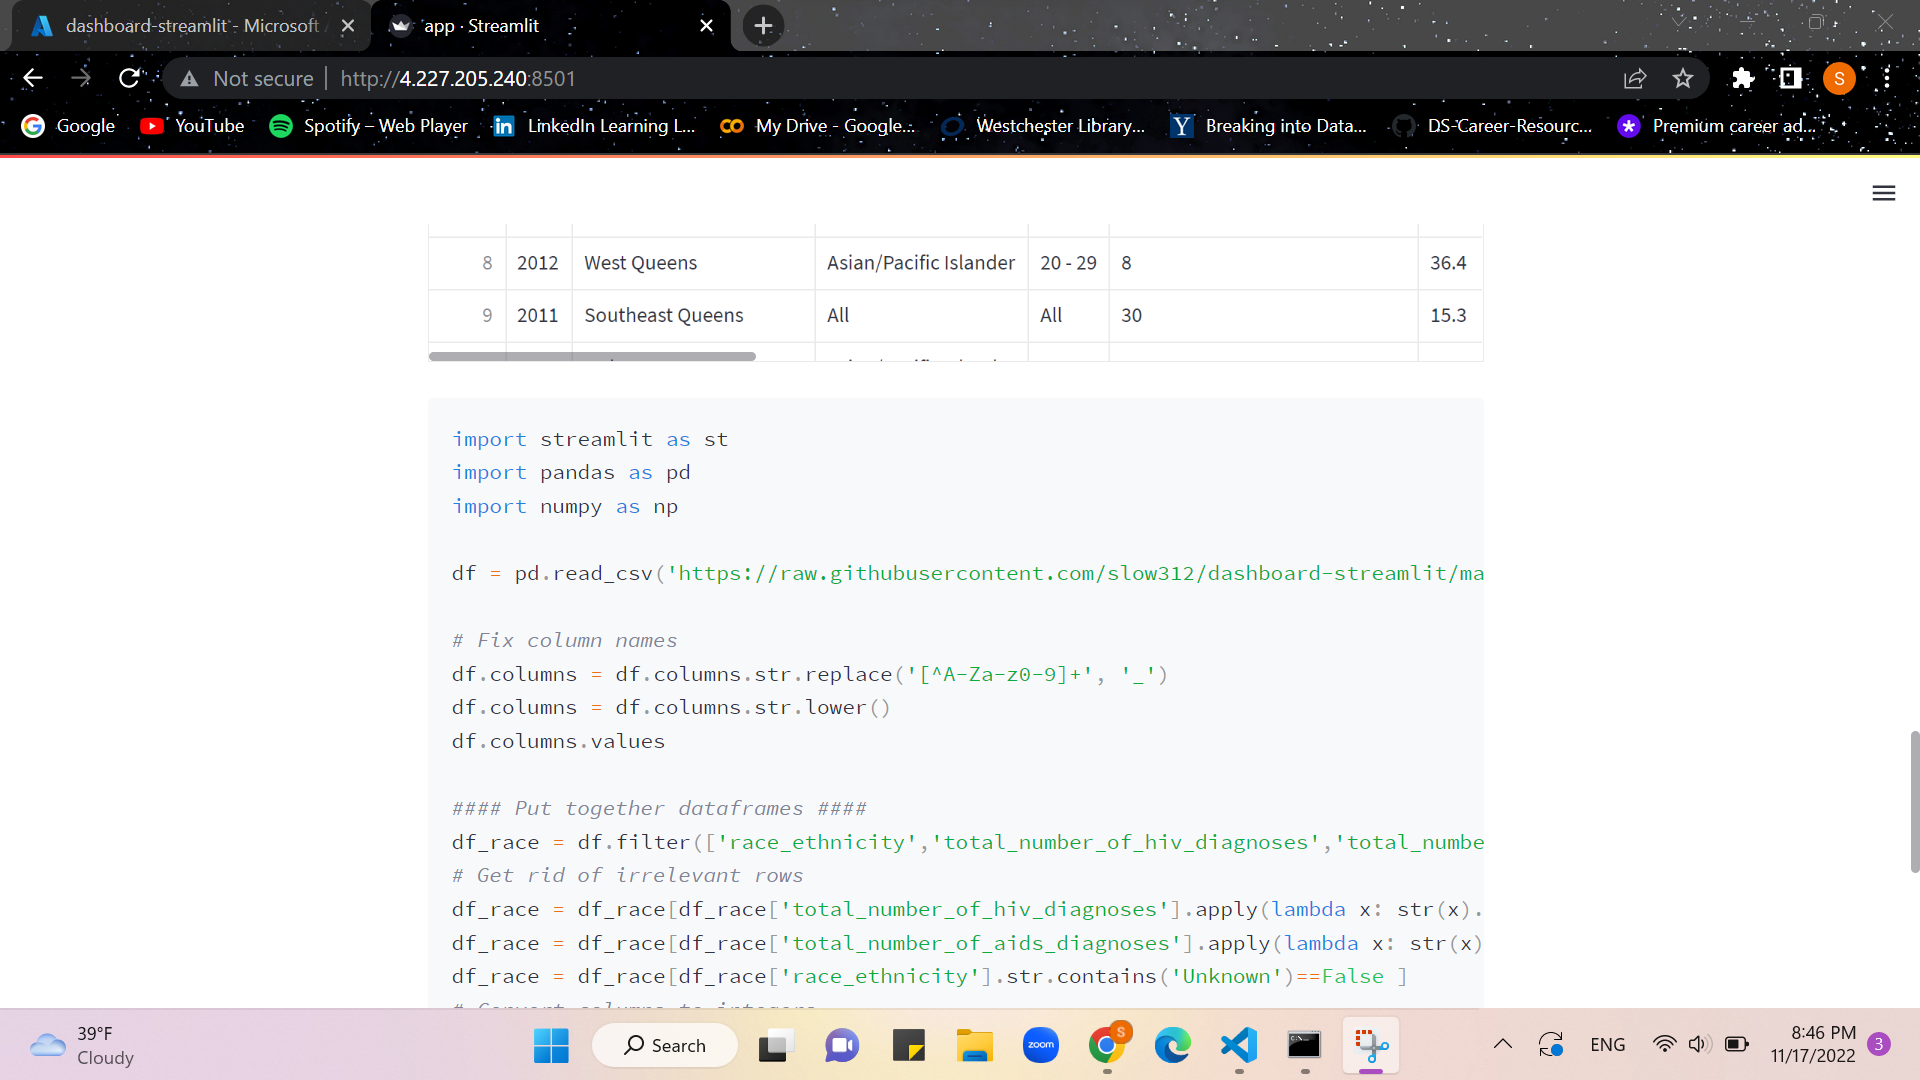 dashboard-streamlit - Microsoft
app · Streamlit
Not secure | http://4.227.205.240:8501
S
Google
YouTube
Spotify – Web Player
LinkedIn Learning L...
My Drive - Google...
Westchester Library...
Breaking into Data...
DS-Career-Resourc...
Premium career ad...
8 2012 West Queens Asian/Pacific Islander 20 - 29 8 36.4
9 2011 Southeast Queens All All 30 15.3
import streamlit as st
import pandas as pd
import numpy as np
df = pd.read_csv('https://raw.githubusercontent.com/slow312/dashboard-streamlit/ma
# Fix column names
df.columns = df.columns.str.replace('[^A-Za-z0-9]+', '_')
df.columns = df.columns.str.lower()
df.columns.values
#### Put together dataframes ####
df_race = df.filter(['race_ethnicity','total_number_of_hiv_diagnoses','total_numbe
# Get rid of irrelevant rows
df_race = df_race[df_race['total_number_of_hiv_diagnoses'].apply(lambda x: str(x).
df_race = df_race[df_race['total_number_of_aids_diagnoses'].apply(lambda x: str(x)
df_race = df_race[df_race['race_ethnicity'].str.contains('Unknown')==False ]
39°F
Cloudy
Search
zoom
S
ENG
8:46 PM
11/17/2022
3